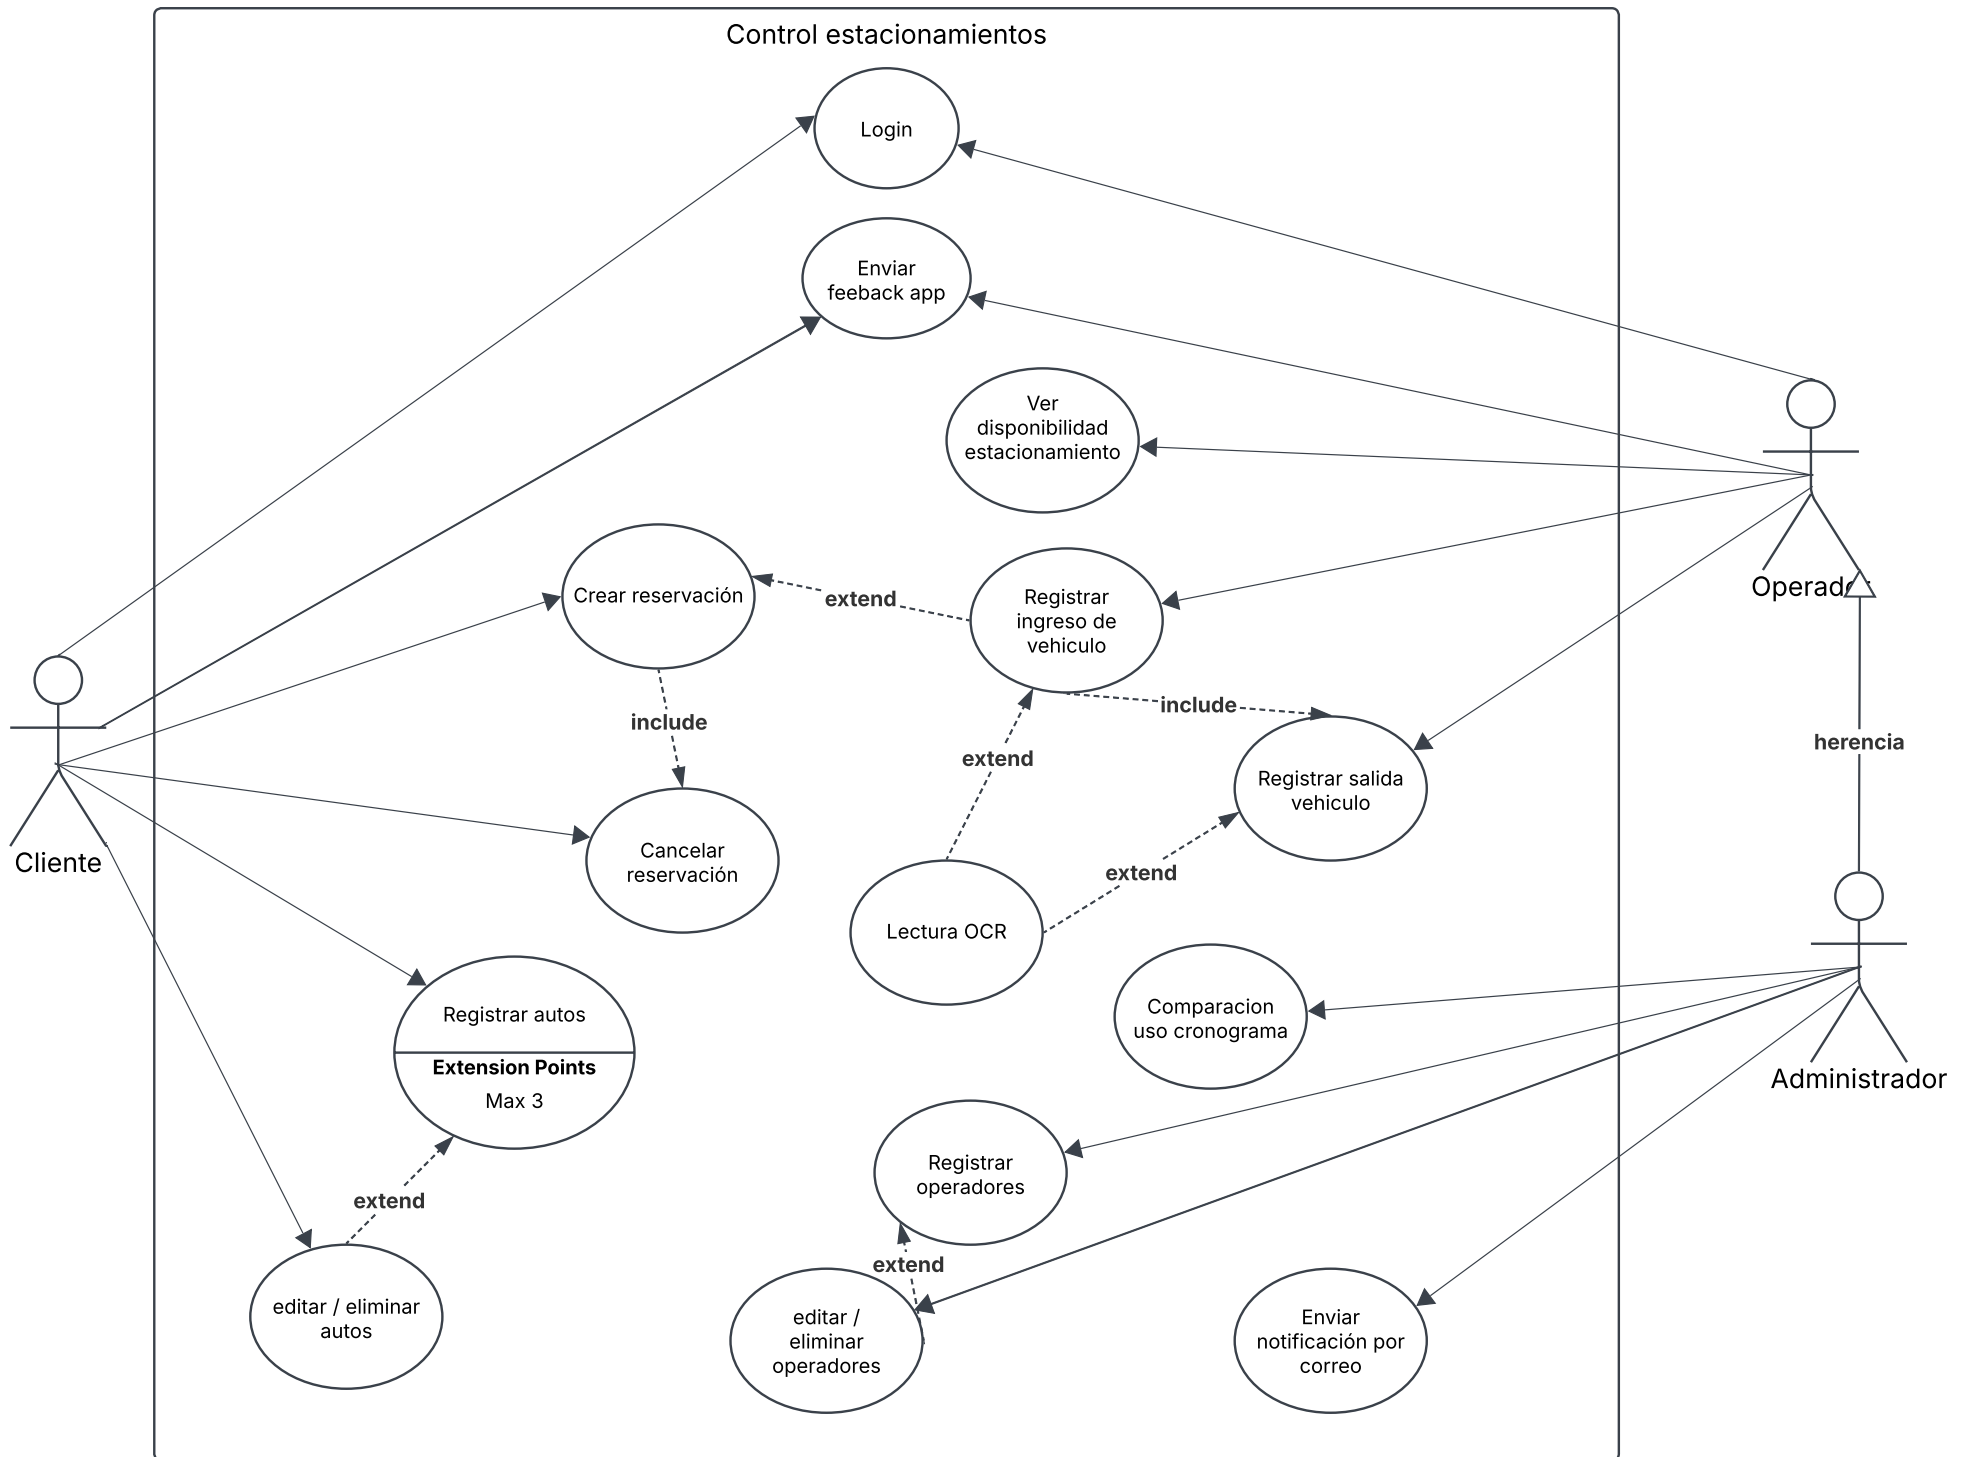 Control estacionamientos
Login
Enviar
feeback app
Ver
disponibilidad
estacionamiento
Crear reservación
extend
Registrar
ingreso de
vehiculo
Operador
include
include
herencia
extend
Registrar salida
vehiculo
Cliente
Cancelar
reservación
extend
Lectura OCR
Registrar autos
Extension Points
Max 3
Comparacion
uso cronograma
Administrador
Registrar
operadores
extend
extend
editar / eliminar
autos
editar /
eliminar
operadores
Enviar
notificación por
correo